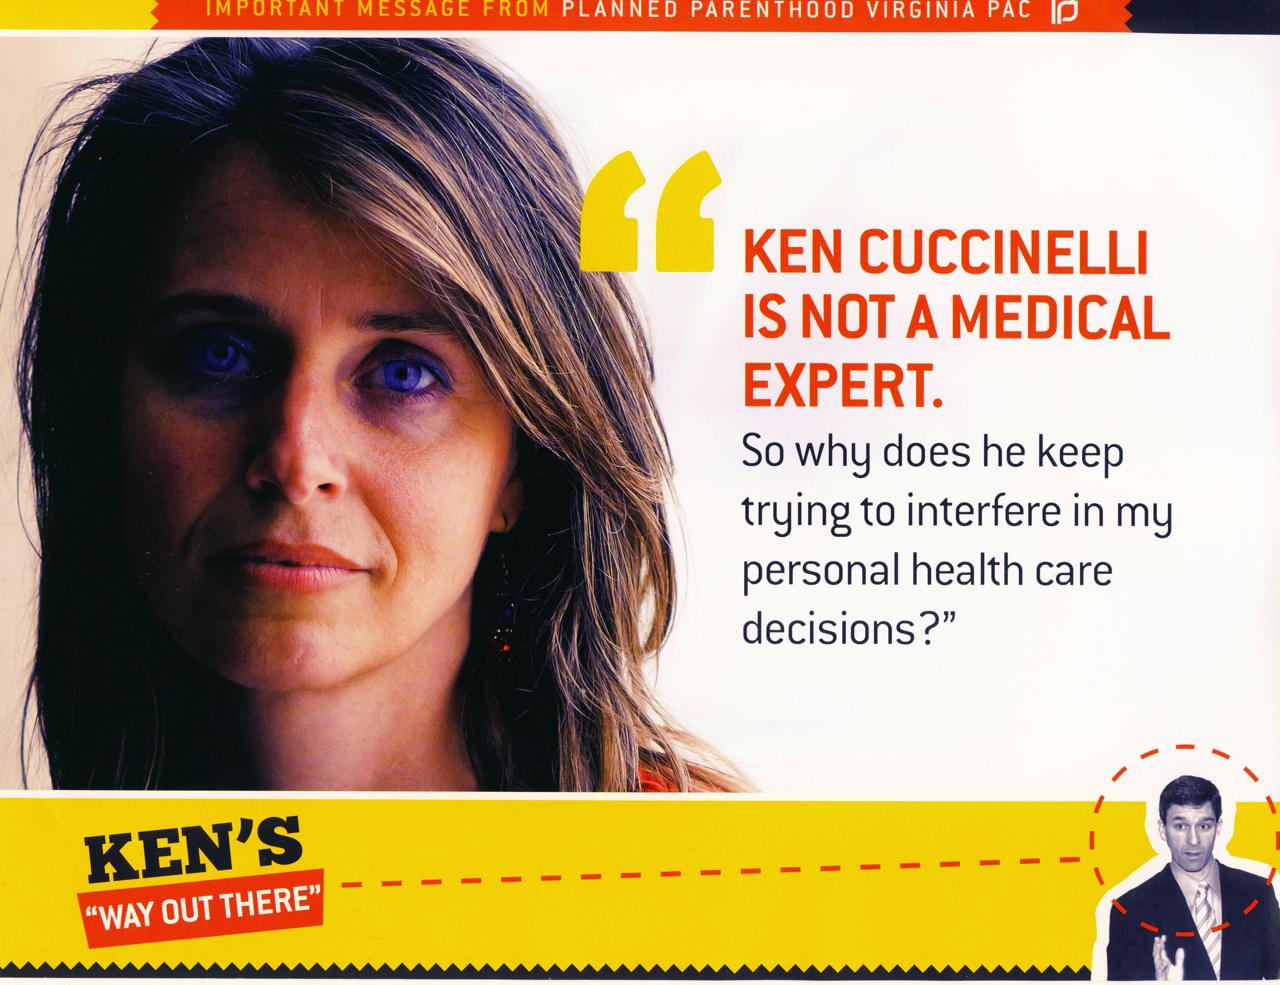 IMPORTANT MESSAGE FROM PLANNED PARENTHOOD VIRGINIA PAC
“KEN CUCCINELLI
IS NOT A MEDICAL
EXPERT.
So why does he keep
trying to interfere in my
personal health care
decisions?”
KEN’S
“WAY OUT THERE”